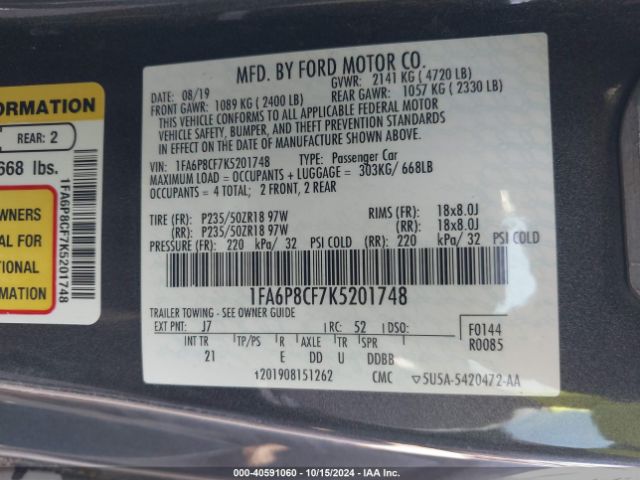 ORMATION
REAR: 2
668 lbs.
WNERS
AL FOR
TIONAL
RMATION
1FA6P8CF7K5201748
MFD. BY FORD MOTOR CO.
DATE: 08/19 GVWR: 2141 KG ( 4720 LB)
FRONT GAWR: 1089 KG ( 2400 LB) REAR GAWR: 1057 KG ( 2330 LB)
THIS VEHICLE CONFORMS TO ALL APPLICABLE FEDERAL MOTOR
VEHICLE SAFETY, BUMPER, AND THEFT PREVENTION STANDARDS
IN EFFECT ON THE DATE OF MANUFACTURE SHOWN ABOVE.
VIN: 1FA6P8CF7K5201748 TYPE: Passenger Car
MAXIMUM LOAD = OCCUPANTS + LUGGAGE = 303KG/ 668LB
OCCUPANTS = 4 TOTAL; 2 FRONT, 2 REAR
TIRE (FR): P235/50ZR18 97W RIMS (FR): 18x8.0J
(RR): P235/50ZR18 97W (RR): 18x8.0J
PRESSURE (FR): 220 kPa/ 32 PSI COLD (RR): 220 kPa/ 32 PSI COLD
1FA6P8CF7K5201748
TRAILER TOWING - SEE OWNER GUIDE
EXT PNT: J7 RC: 52 DSO: F0144
INT TR TP/PS R AXLE TR SPR R0085
21 E DD U DDBB
†201908151262 CMC ▽5U5A-5420472-AA
000-40591060 - 10/15/2024 - IAA Inc.